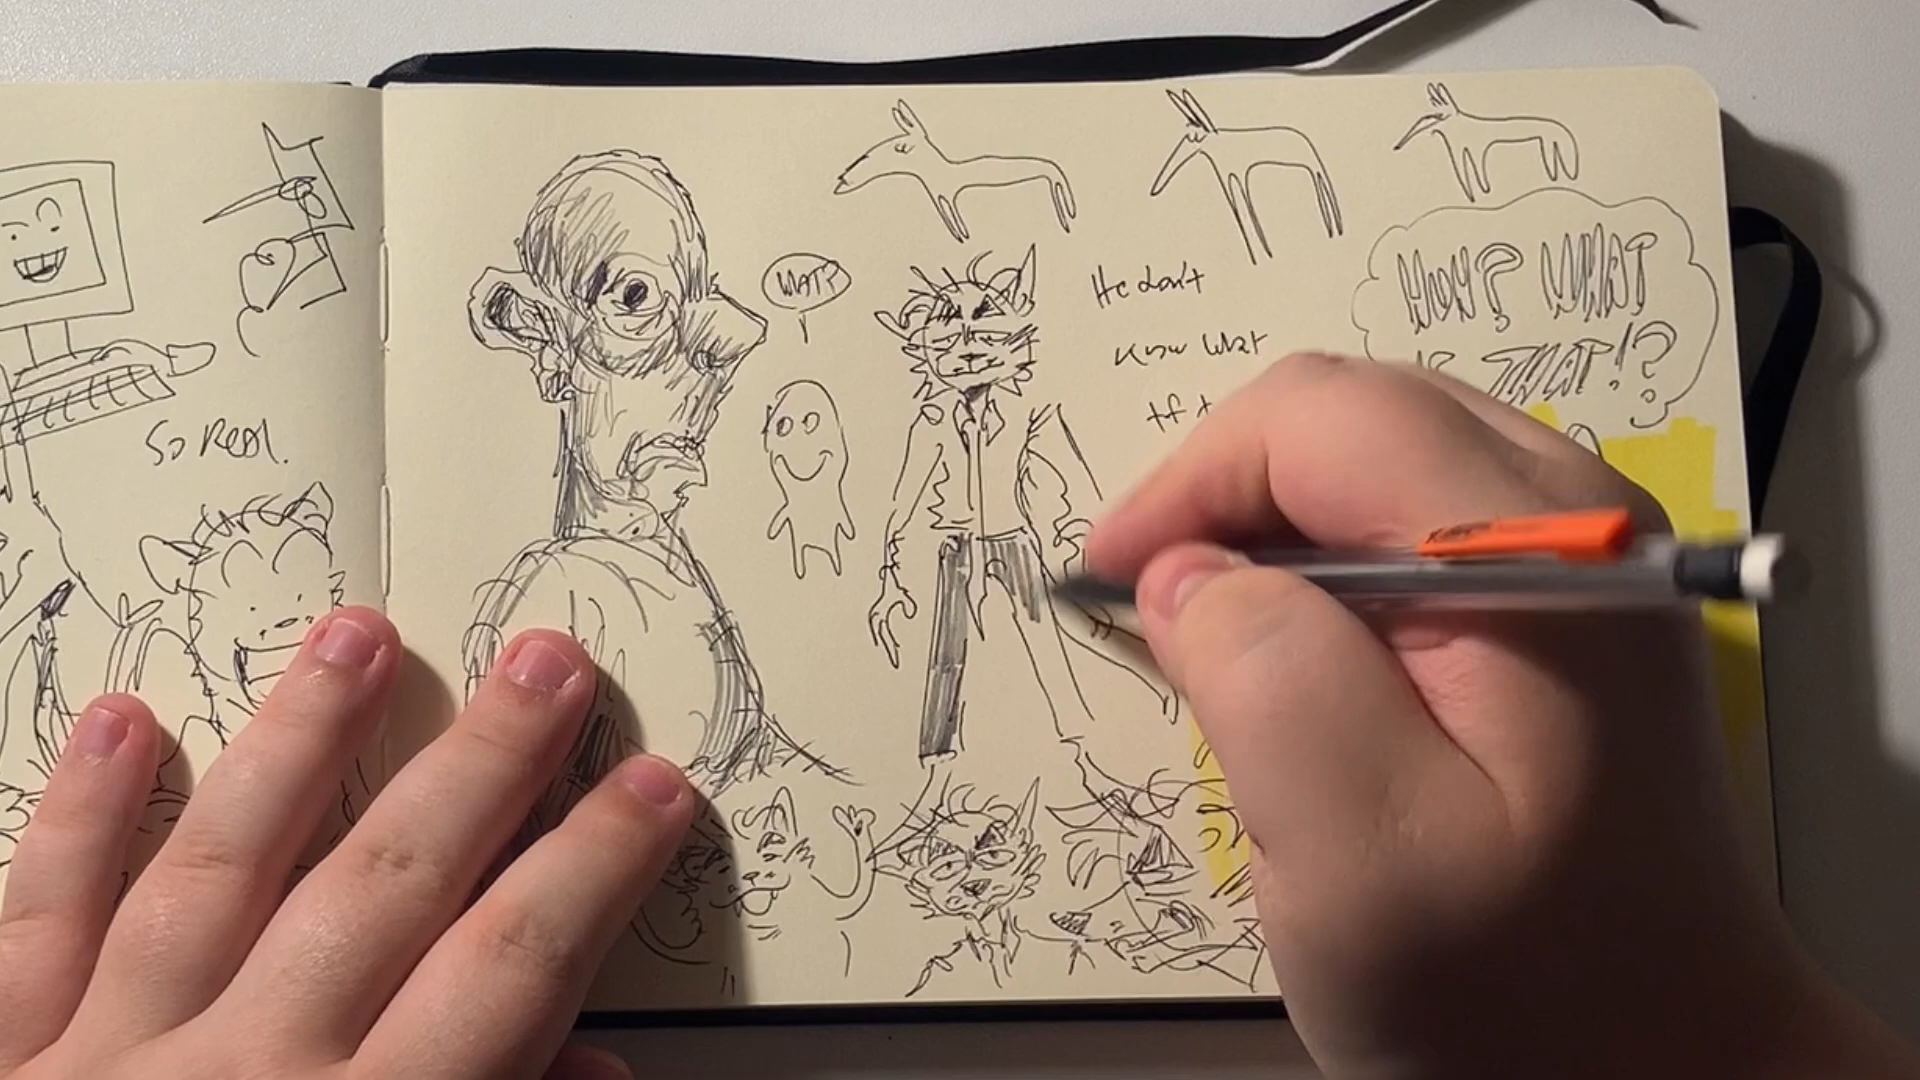 So Real.
WHAT?
He don't
Know What
HUH? WHAT
IS THAT!?